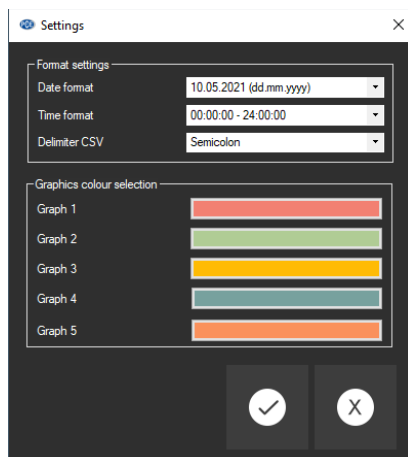 Settings
Format settings
Date format 10.05.2021 (dd.mm.yyyy)
Time format 00:00:00 - 24:00:00
Delimiter CSV Semicolon
Graphics colour selection
Graph 1
Graph 2
Graph 3
Graph 4
Graph 5
X